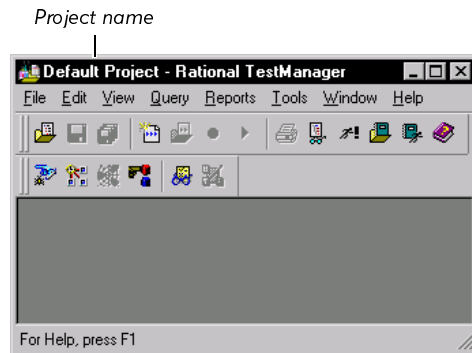 Project name
Default Project - Rational TestManager
File Edit View Query Reports Tools Window Help
For Help, press F1